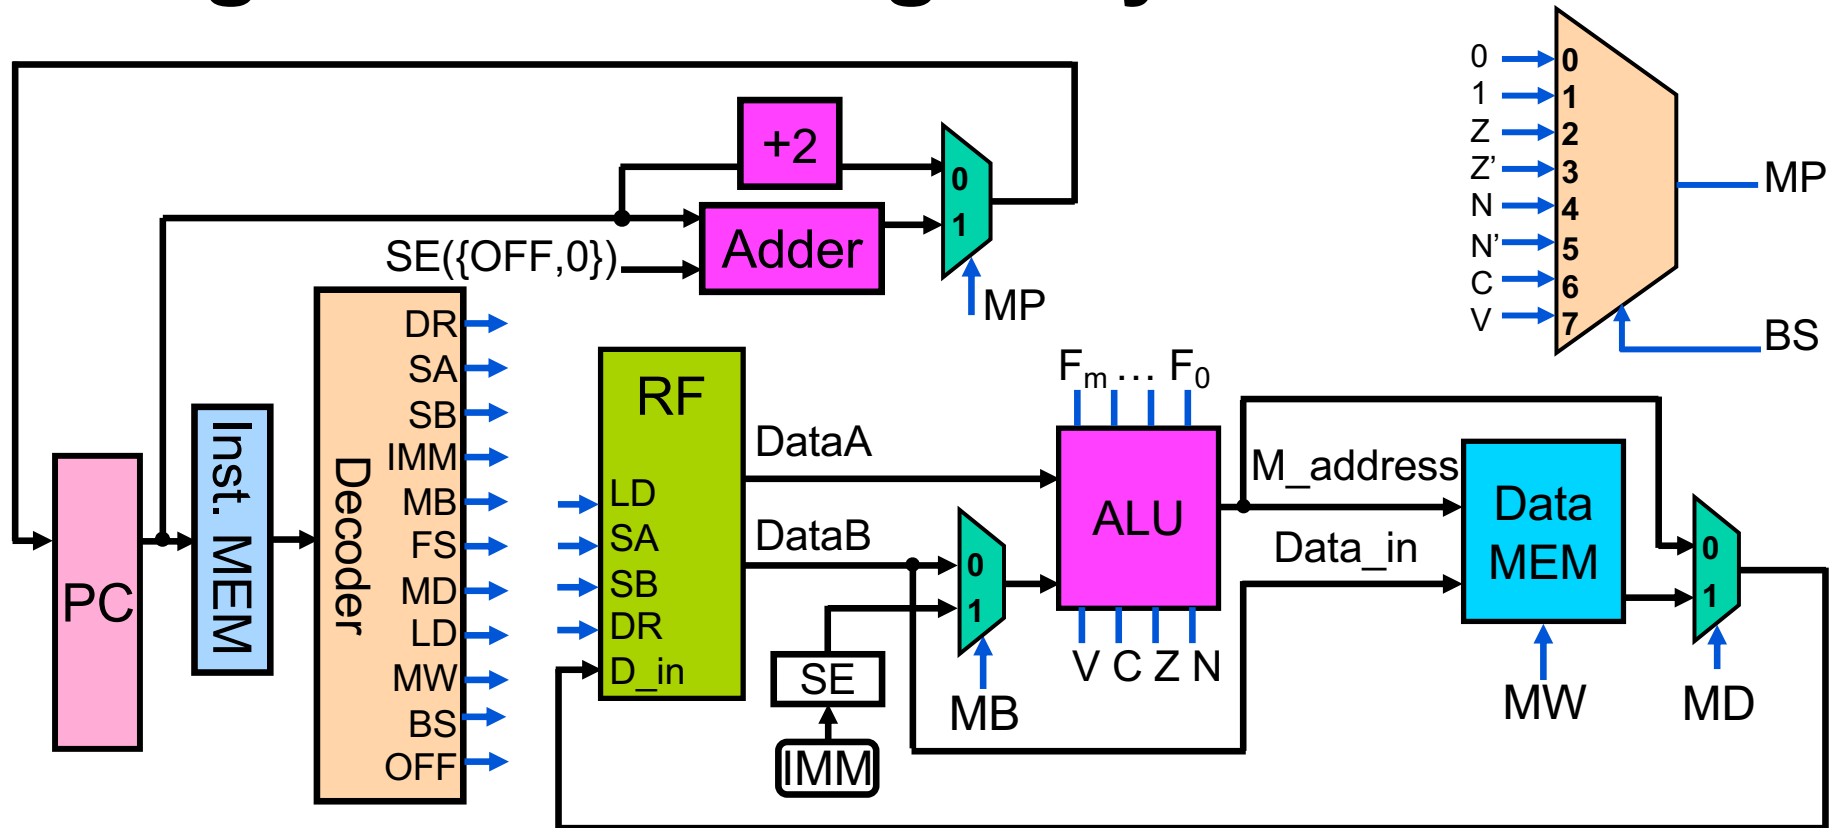 +2
0
1
Adder
SE({OFF,0})
MP
0 0
1 1
Z 2
Z' 3
N 4
N' 5
C 6
V 7
MP
BS
PC
Inst. MEM
Decoder
DR
SA
SB
IMM
MB
FS
MD
LD
MW
BS
OFF
RF
LD
SA
SB
DR
D_in
DataA
DataB
0
1
MB
SE
IMM
Fm ... F0
ALU
V C Z N
M_address
Data_in
Data
MEM
MW
0
1
MD